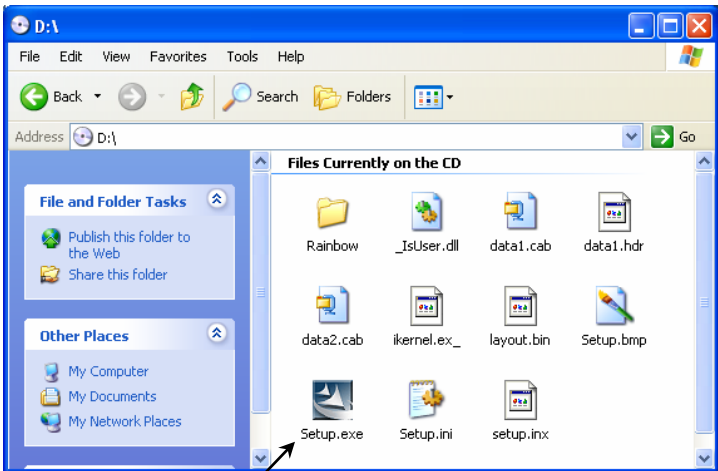 D:\
File Edit View Favorites Tools Help
Back Search Folders
Address D:\ Go
Files Currently on the CD
File and Folder Tasks
Publish this folder to
the Web
Share this folder
Other Places
My Computer
My Documents
My Network Places
Rainbow _IsUser.dll data1.cab data1.hdr
data2.cab ikernel.ex_ layout.bin Setup.bmp
Setup.exe Setup.ini setup.inx